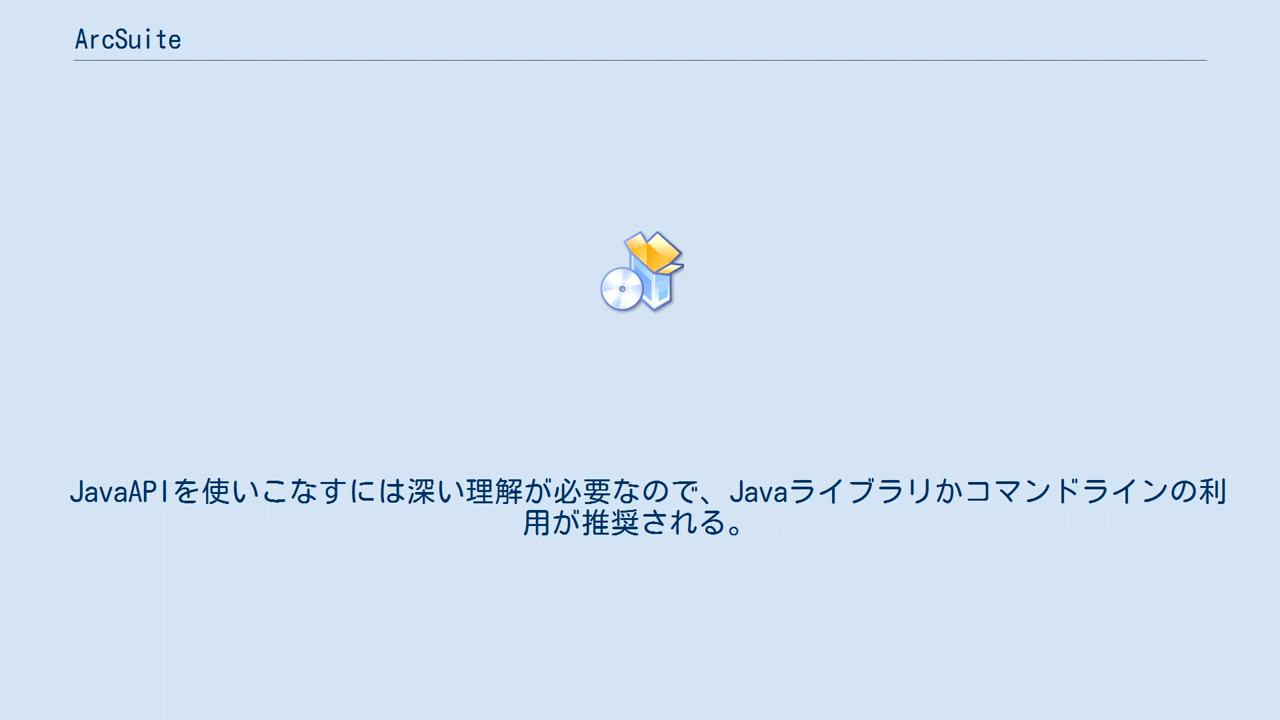 ArcSuite
JavaAPIを使いこなすには深い理解が必要なので、Javaライブラリかコマンドラインの利
用が推奨される。